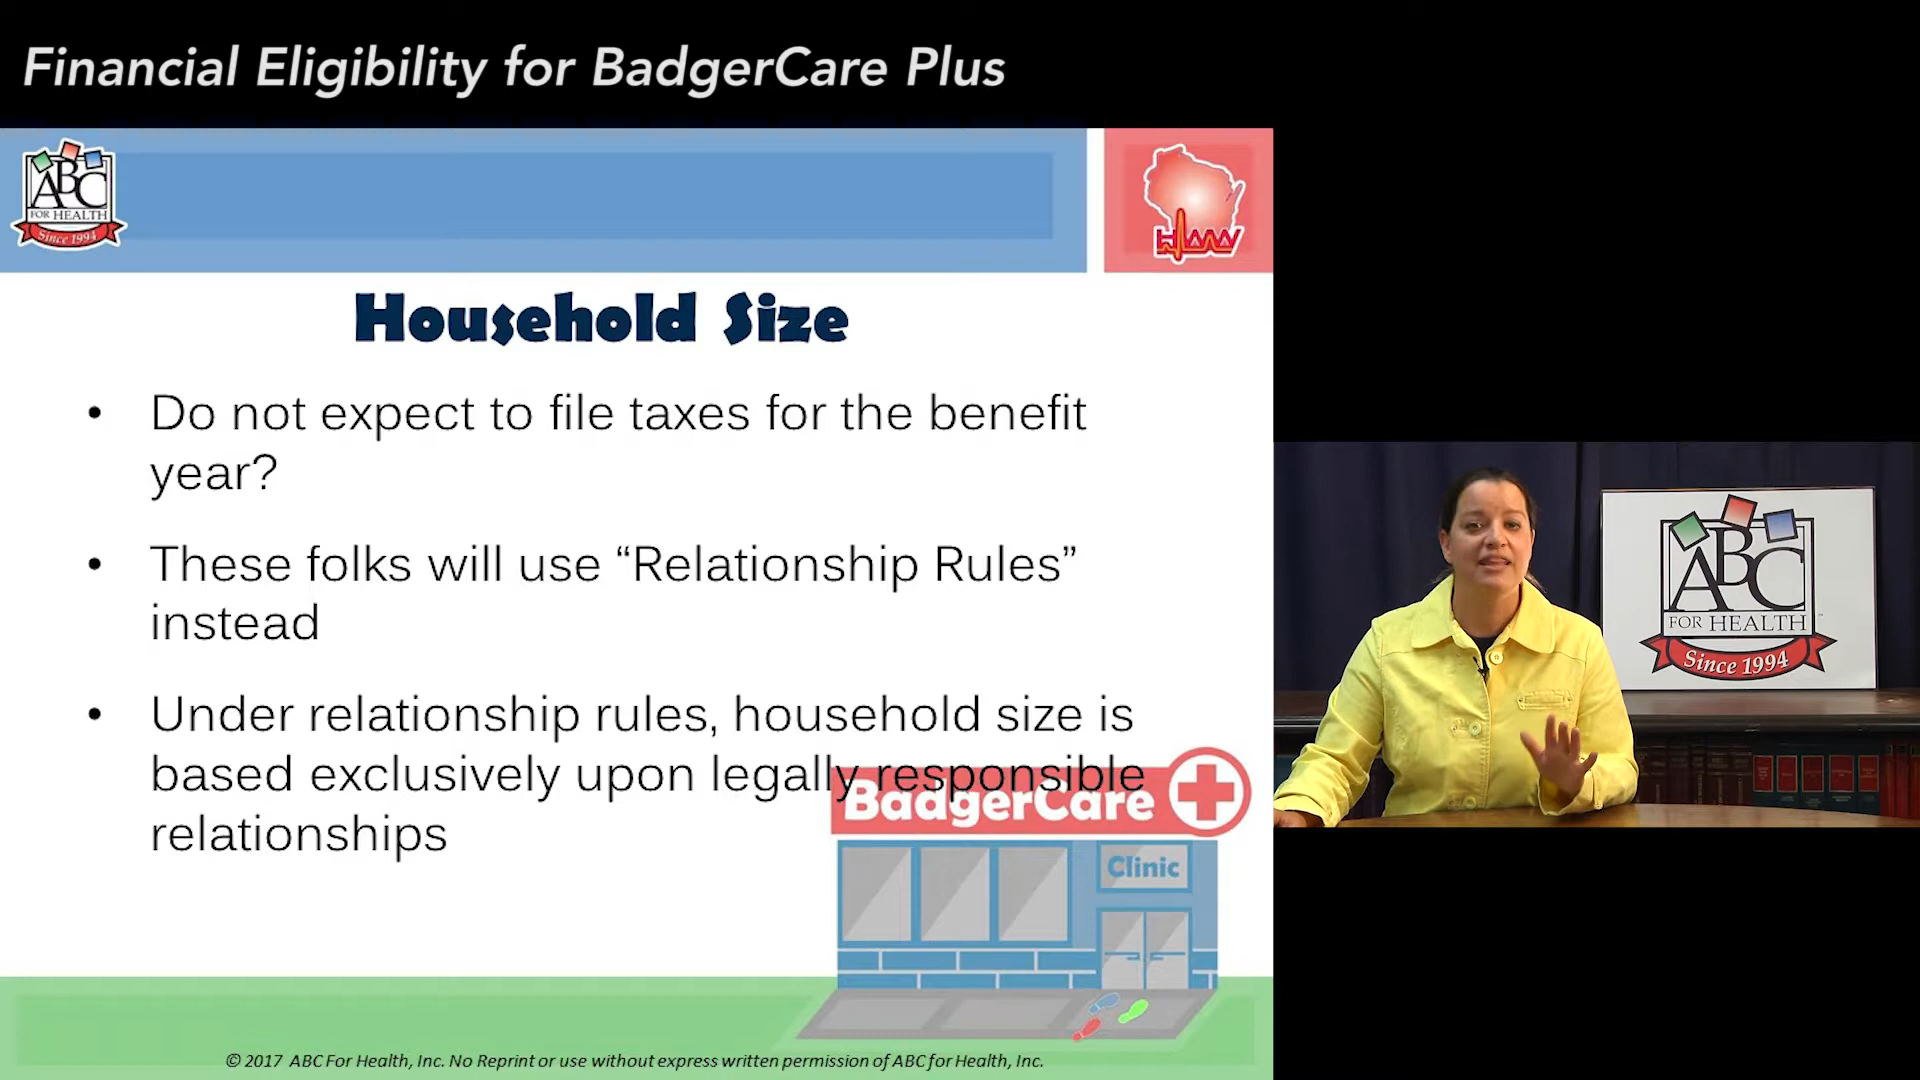 Financial Eligibility for BadgerCare Plus
ABC
FOR HEALTH
Since 1994
HAWW
Household Size
• Do not expect to file taxes for the benefit
year?
• These folks will use “Relationship Rules”
instead
• Under relationship rules, household size is
based exclusively upon legally responsible
relationships
BadgerCare
Clinic
© 2017 ABC For Health, Inc. No Reprint or use without express written permission of ABC for Health, Inc.
ABC
FOR HEALTH
Since 1994